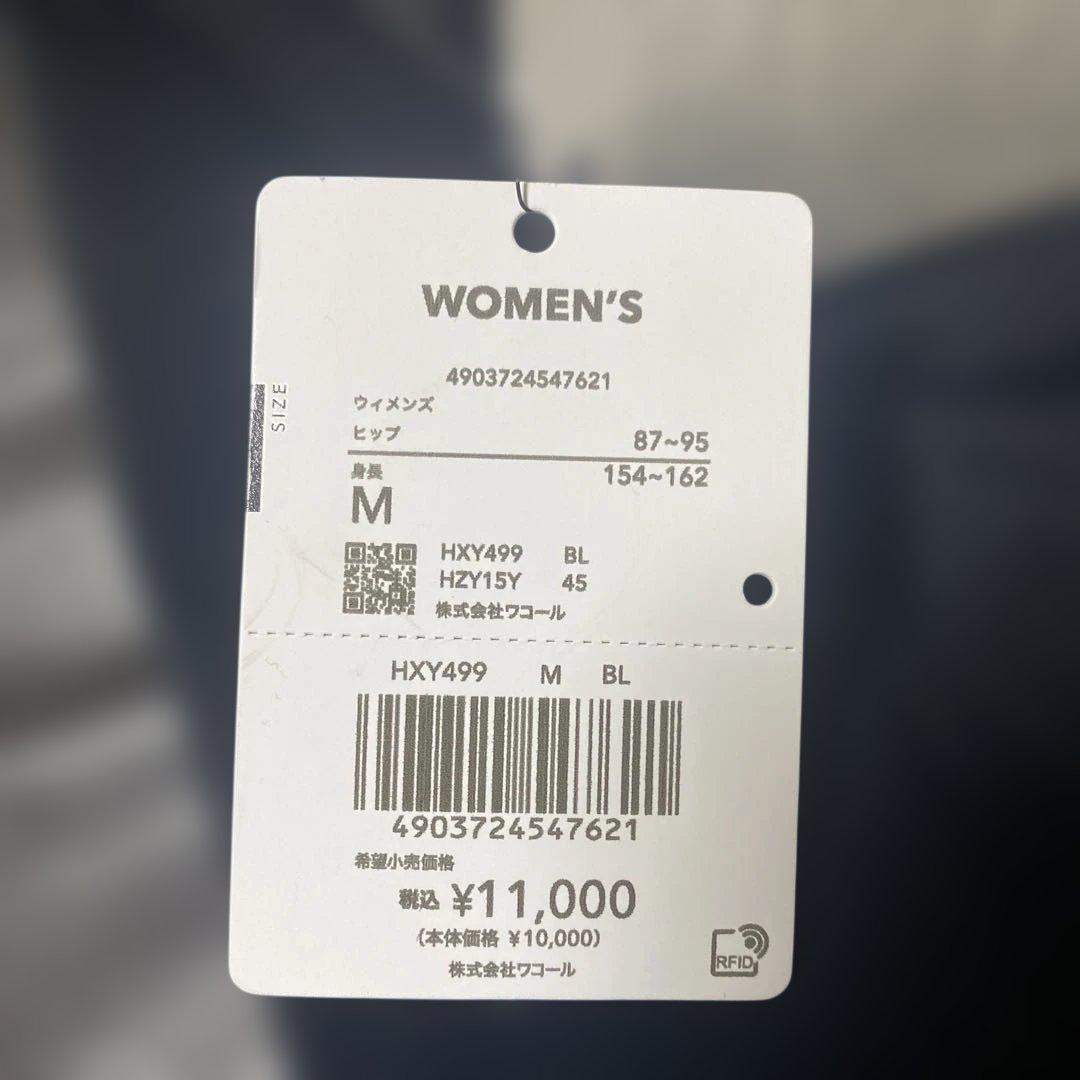 WOMEN'S
4903724547621
SIZE
ウィメンズ
ヒップ 87~95
身長 154~162
M
HXY499 BL
HZY15Y 45
株式会社ワコール
HXY499 M BL
4903724547621
希望小売価格
税込 ¥11,000
(本体価格 ¥10,000)
株式会社ワコール
RFID